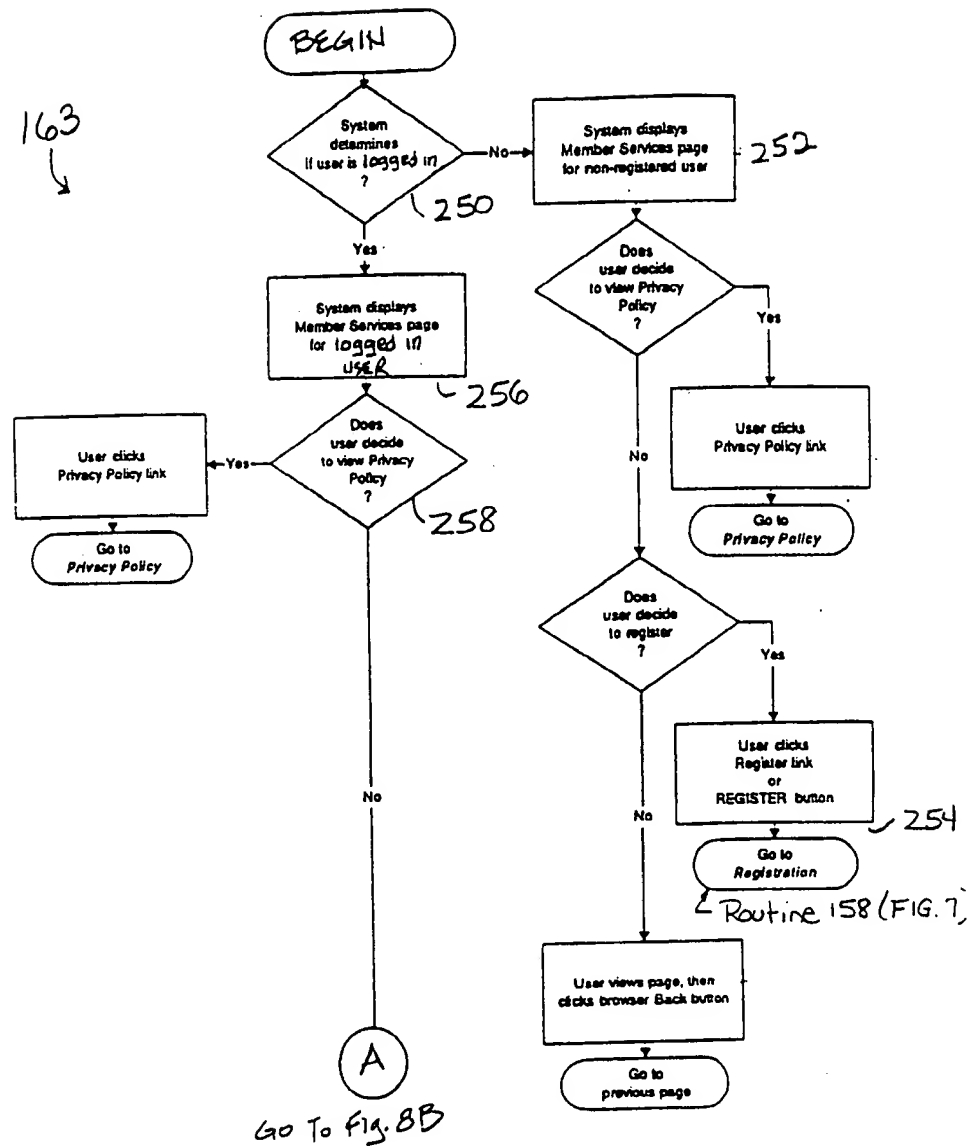 BEGIN
163
System
determines
if user is logged in
?
250
No
System displays
Member Services page
for non-registered user
252
Yes
System displays
Member Services page
for logged in
USER
256
Does
user decide
to view Privacy
Policy
?
Yes
User clicks
Privacy Policy link
Go to
Privacy Policy
No
Does
user decide
to view Privacy
Policy
?
258
Yes
User clicks
Privacy Policy link
Go to
Privacy Policy
Does
user decide
to register
?
Yes
User clicks
Register link
or
REGISTER button
254
Go to
Registration
Routine 158 (FIG. 7)
No
No
User views page, then
clicks browser Back button
Go to
previous page
A
Go To Fig. 8B